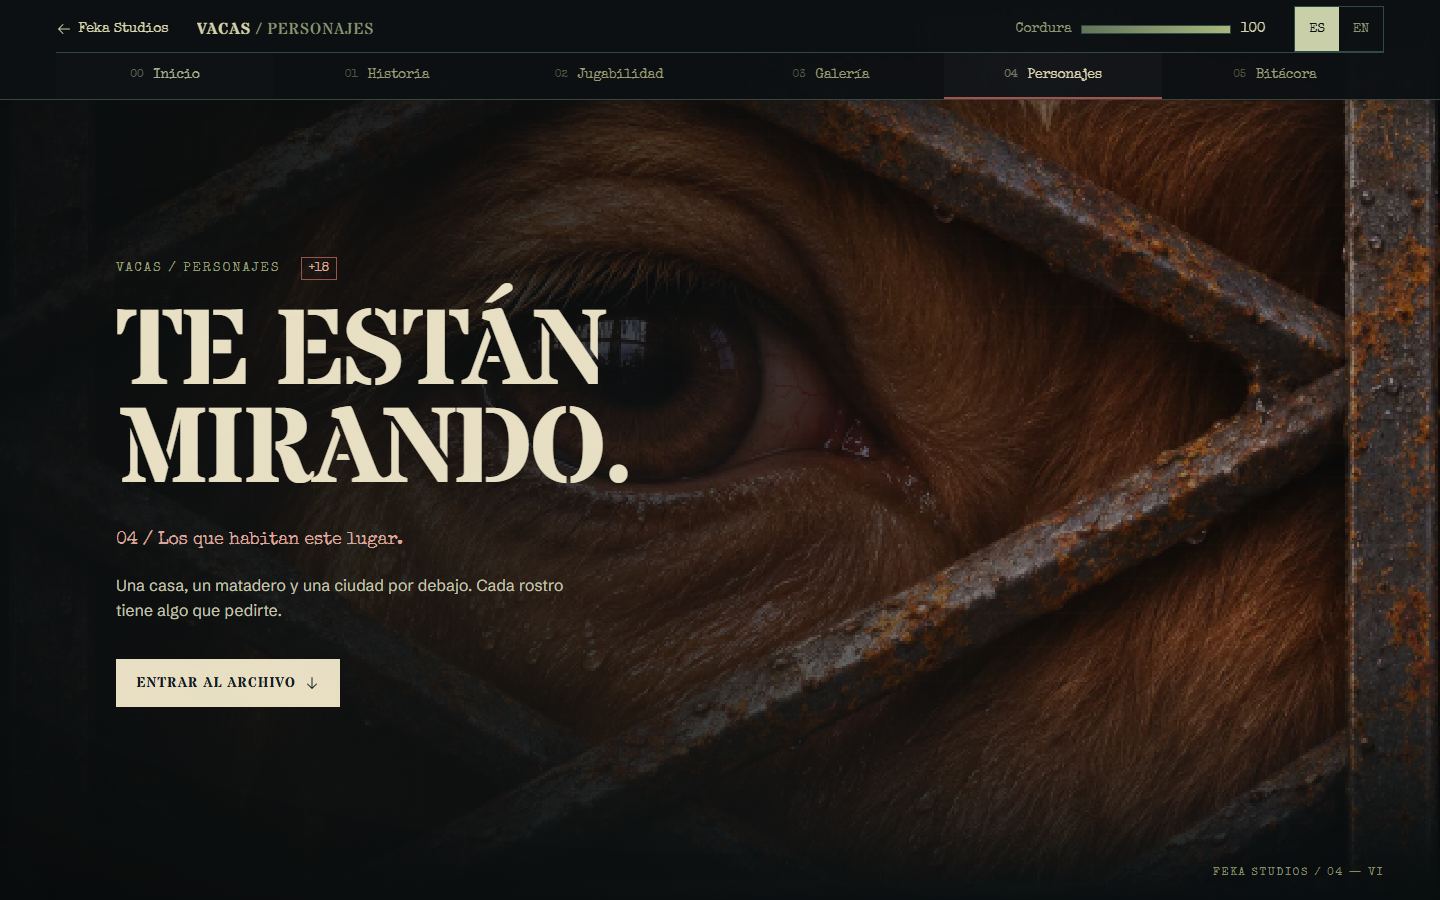 ← Feka Studios
VACAS / PERSONAJES
Cordura 100
ES EN
00 Inicio
01 Historia
02 Jugabilidad
03 Galería
04 Personajes
05 Bitácora
VACAS / PERSONAJES +18
TE ESTÁN
MIRANDO.
04 / Los que habitan este lugar.
Una casa, un matadero y una ciudad por debajo. Cada rostro
tiene algo que pedirte.
ENTRAR AL ARCHIVO ↓
FEKA STUDIOS / 04 — VI